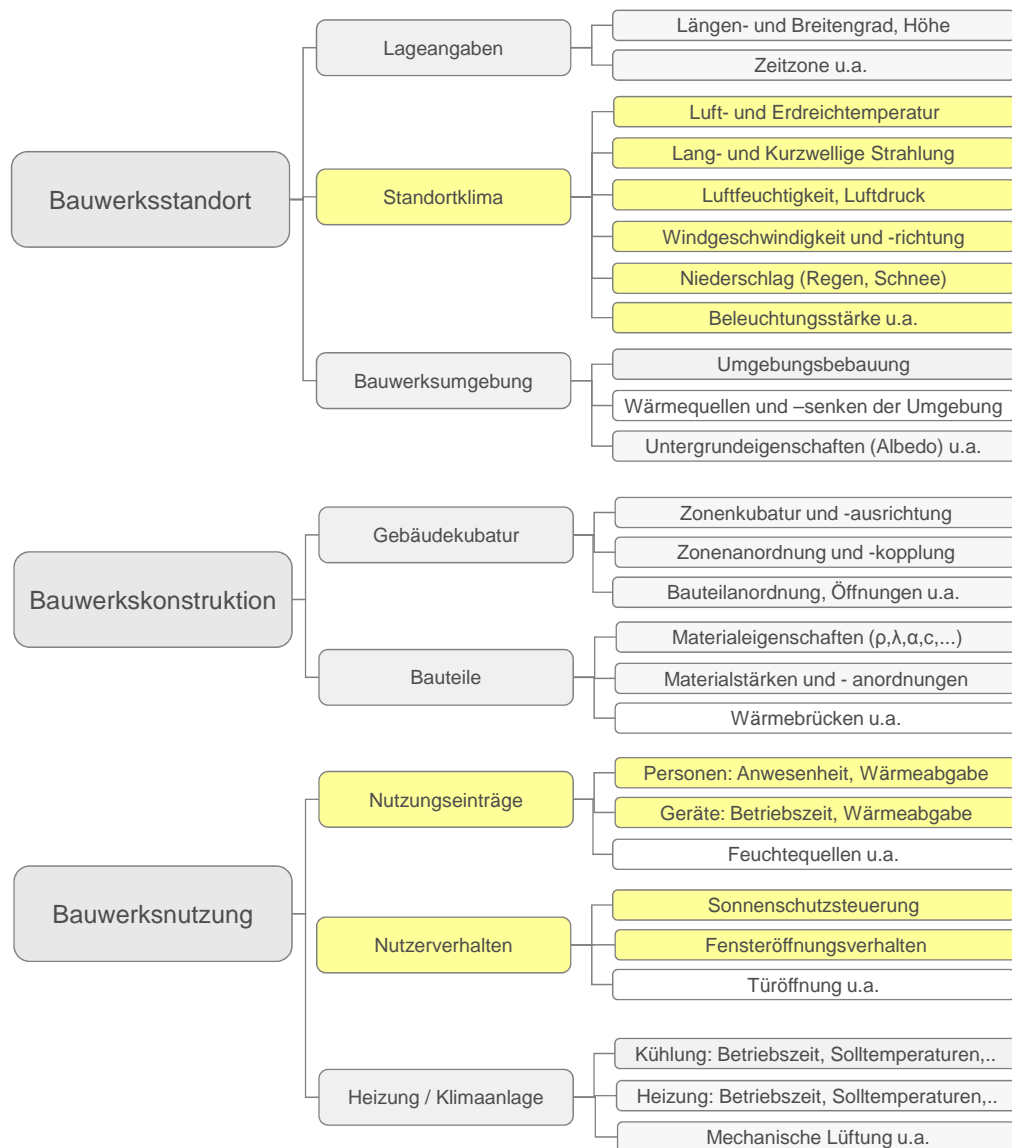 Bauwerksstandort
Lageangaben
Längen- und Breitengrad, Höhe
Zeitzone u.a.
Standortklima
Luft- und Erdreichtemperatur
Lang- und Kurzwellige Strahlung
Luftfeuchtigkeit, Luftdruck
Windgeschwindigkeit und -richtung
Niederschlag (Regen, Schnee)
Beleuchtungsstärke u.a.
Bauwerksumgebung
Umgebungsbebauung
Wärmequellen und –senken der Umgebung
Untergrundeigenschaften (Albedo) u.a.
Bauwerkskonstruktion
Gebäudekubatur
Zonenkubatur und -ausrichtung
Zonenanordnung und -kopplung
Bauteilanordnung, Öffnungen u.a.
Bauteile
Materialeigenschaften (ρ,λ,α,c,...)
Materialstärken und - anordnungen
Wärmebrücken u.a.
Bauwerksnutzung
Nutzungseinträge
Personen: Anwesenheit, Wärmeabgabe
Geräte: Betriebszeit, Wärmeabgabe
Feuchtequellen u.a.
Nutzerverhalten
Sonnenschutzsteuerung
Fensteröffnungsverhalten
Türöffnung u.a.
Heizung / Klimaanlage
Kühlung: Betriebszeit, Solltemperaturen,..
Heizung: Betriebszeit, Solltemperaturen,..
Mechanische Lüftung u.a.